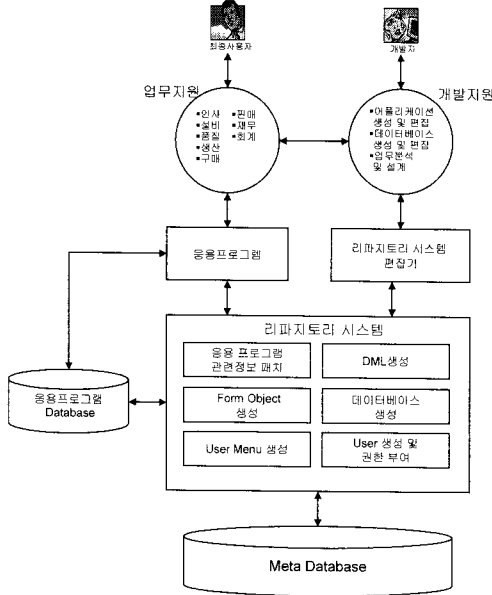 최종사용자
개발자
업무지원
개발지원
▪인사 ▪판매
▪설비 ▪재무
▪품질 ▪회계
▪생산
▪구매
▪어플리케이션
생성 및 편집
▪데이터베이스
생성 및 편집
▪업무분석
및 설계
응용프로그램
리파지토리 시스템
편집기
리파지토리 시스템
응용 프로그램
관련정보 패치
DML생성
응용프로그램
Database
Form Object
생성
데이터베이스
생성
User Menu 생성
User 생성 및
권한 부여
Meta Database